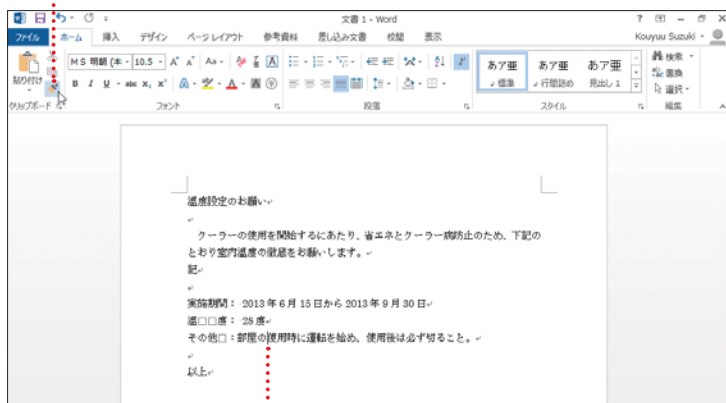 文書 1 - Word
ファイル ホーム 挿入 デザイン ページ レイアウト 参考資料 差し込み文書 校閲 表示 Kouyuu Suzuki
貼り付け
MS 明朝 (本 10.5 A A Aa A
B I U abc x₂ x² A A A
あア亜 あア亜 あア亜
標準 行間詰め 見出し 1
検索
置換
選択
クリップボード フォント 段落 スタイル 編集
温度設定のお願い
クーラーの使用を開始するにあたり、省エネとクーラー病防止のため、下記の
とおり室内温度の徹底をお願いします。
記
実施期間： 2013 年 6 月 15 日から 2013 年 9 月 30 日
温□□度： 28 度
その他□：部屋の使用時に運転を始め、使用後は必ず切ること。
以上